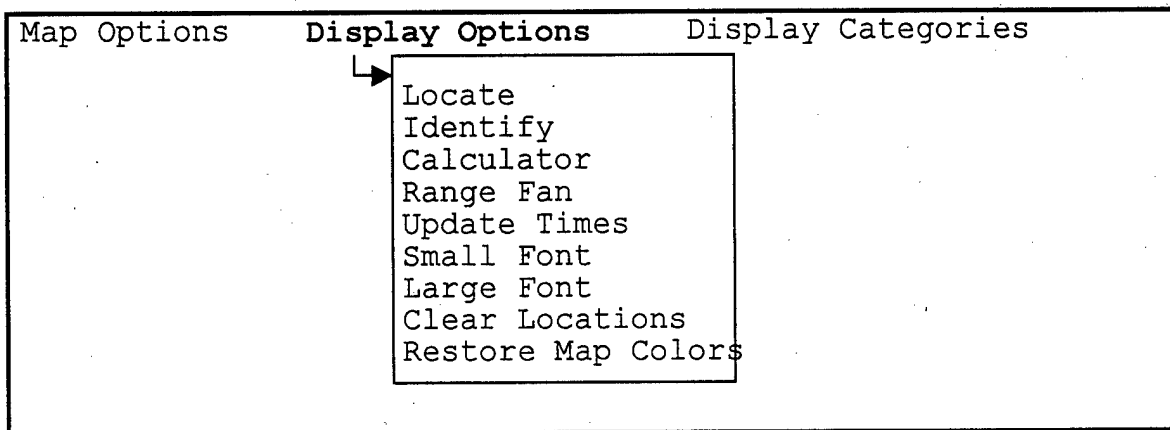 Map Options Display Options Display Categories
Locate
Identify
Calculator
Range Fan
Update Times
Small Font
Large Font
Clear Locations
Restore Map Colors